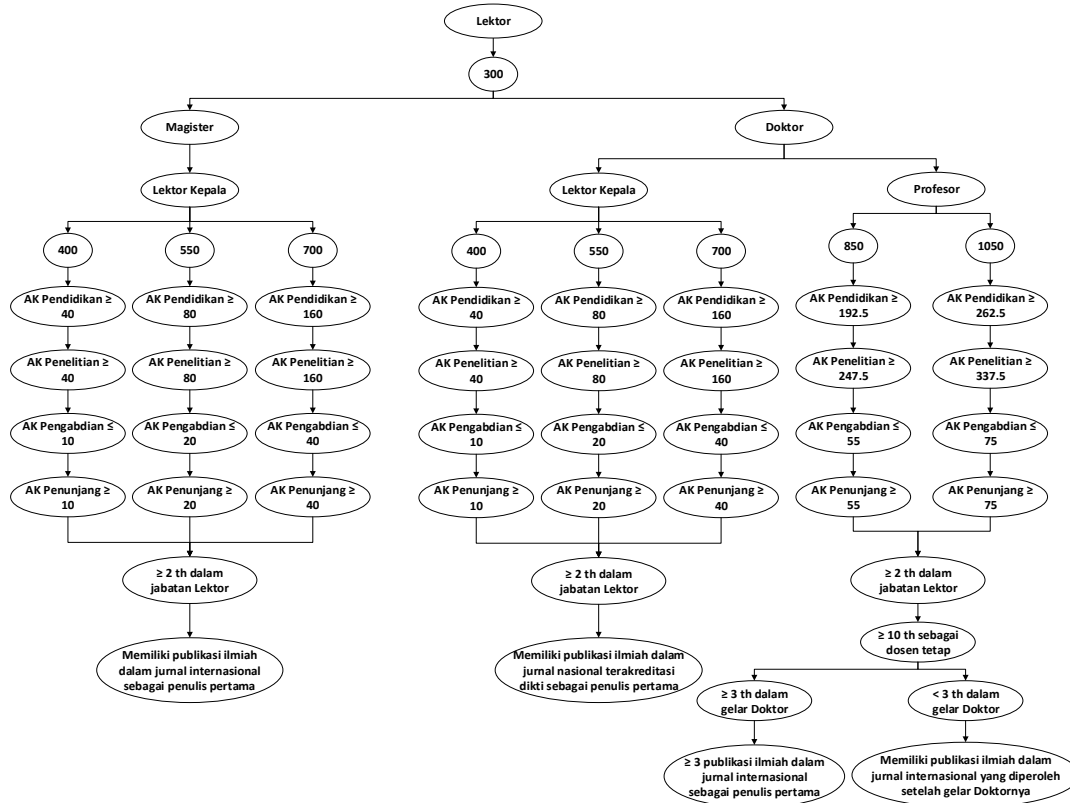 Lektor
300
Magister
Doktor
Lektor Kepala
Lektor Kepala
Profesor
400
550
700
400
550
700
850
1050
AK Pendidikan ≥
40
AK Pendidikan ≥
80
AK Pendidikan ≥
160
AK Pendidikan ≥
40
AK Pendidikan ≥
80
AK Pendidikan ≥
160
AK Pendidikan ≥
192.5
AK Pendidikan ≥
262.5
AK Penelitian ≥
40
AK Penelitian ≥
80
AK Penelitian ≥
160
AK Penelitian ≥
40
AK Penelitian ≥
80
AK Penelitian ≥
160
AK Penelitian ≥
247.5
AK Penelitian ≥
337.5
AK Pengabdian ≤
10
AK Pengabdian ≤
20
AK Pengabdian ≤
40
AK Pengabdian ≤
10
AK Pengabdian ≤
20
AK Pengabdian ≤
40
AK Pengabdian ≤
55
AK Pengabdian ≤
75
AK Penunjang ≥
10
AK Penunjang ≥
20
AK Penunjang ≥
40
AK Penunjang ≥
10
AK Penunjang ≥
20
AK Penunjang ≥
40
AK Penunjang ≥
55
AK Penunjang ≥
75
≥ 2 th dalam
jabatan Lektor
≥ 2 th dalam
jabatan Lektor
≥ 2 th dalam
jabatan Lektor
Memiliki publikasi ilmiah
dalam jurnal internasional
sebagai penulis pertama
Memiliki publikasi ilmiah dalam
jurnal nasional terakreditasi
dikti sebagai penulis pertama
≥ 10 th sebagai
dosen tetap
≥ 3 th dalam
gelar Doktor
< 3 th dalam
gelar Doktor
≥ 3 publikasi ilmiah dalam
jurnal internasional
sebagai penulis pertama
Memiliki publikasi ilmiah dalam
jurnal internasional yang diperoleh
setelah gelar Doktornya